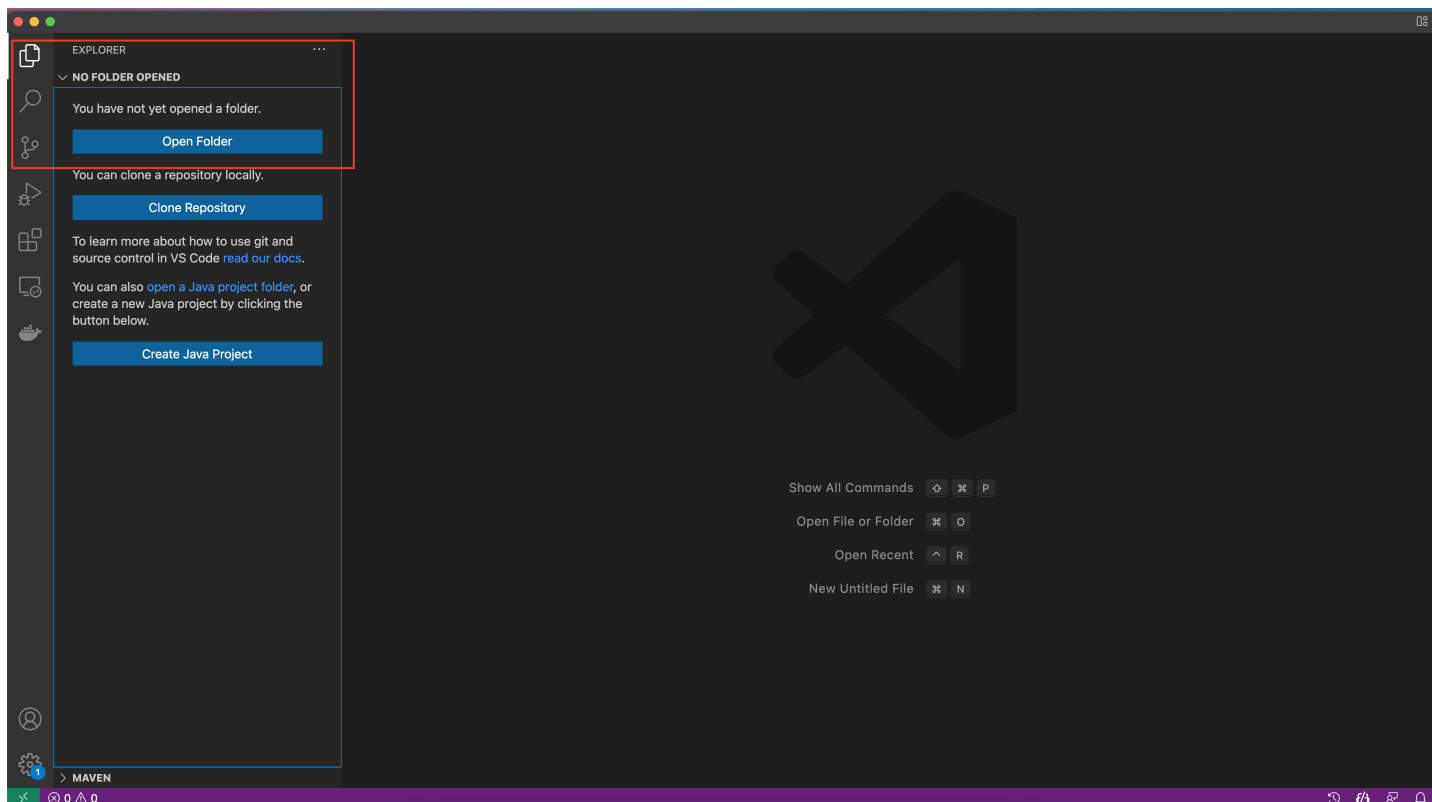 EXPLORER
NO FOLDER OPENED
You have not yet opened a folder.
Open Folder
You can clone a repository locally.
Clone Repository
To learn more about how to use git and
source control in VS Code read our docs.
You can also open a Java project folder, or
create a new Java project by clicking the
button below.
Create Java Project
Show All Commands ⇧ ⌘ P
Open File or Folder ⌘ O
Open Recent ^ R
New Untitled File ⌘ N
1
MAVEN
0 0